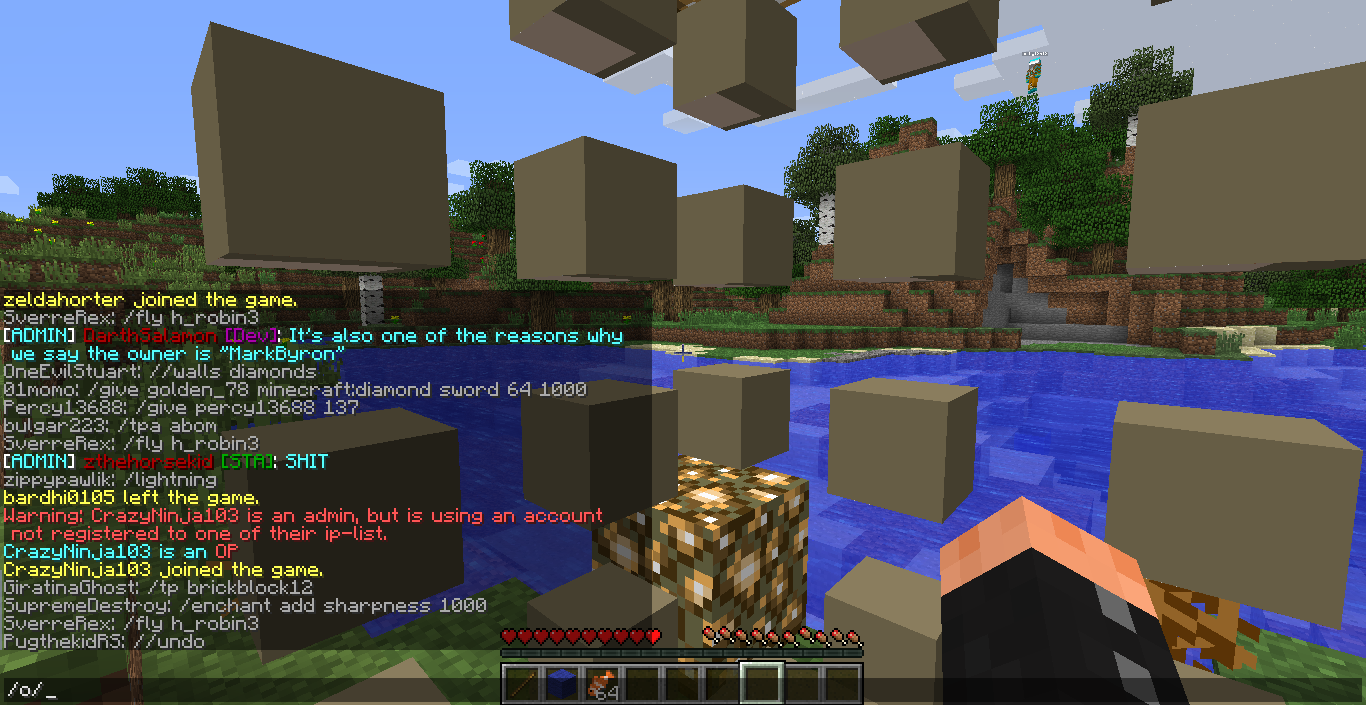 zeldahorter joined the game.
SverreRex: /fly h_robin3
[ADMIN] DarthSalamon [Dev]: It's also one of the reasons why
we say the owner is "MarkByron"
OneEvilStuart: //walls diamonds
01momo: /give golden_78 minecraft:diamond sword 64 1000
Percy13688: /give percy13688 137
bulgar223: /tpa abom
SverreRex: /fly h_robin3
[ADMIN] zthehorsekid [STA]: SHIT
zippypawlik: /lightning
bardhi0105 left the game.
Warning: CrazyNinja103 is an admin, but is using an account
not registered to one of their ip-list.
CrazyNinja103 is an OP
CrazyNinja103 joined the game.
GiratinaGhost: /tp brickblock12
SupremeDestroy: /enchant add sharpness 1000
SverreRex: /fly h_robin3
PugthekidRS: //undo
64
/o/_